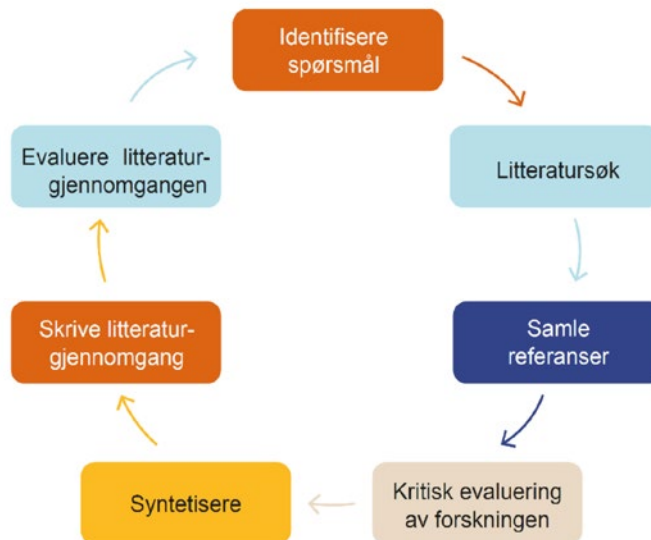 Identifisere
spørsmål
Litteratursøk
Samle
referanser
Kritisk evaluering
av forskningen
Syntetisere
Skrive litteratur-
gjennomgang
Evaluere litteratur-
gjennomgangen